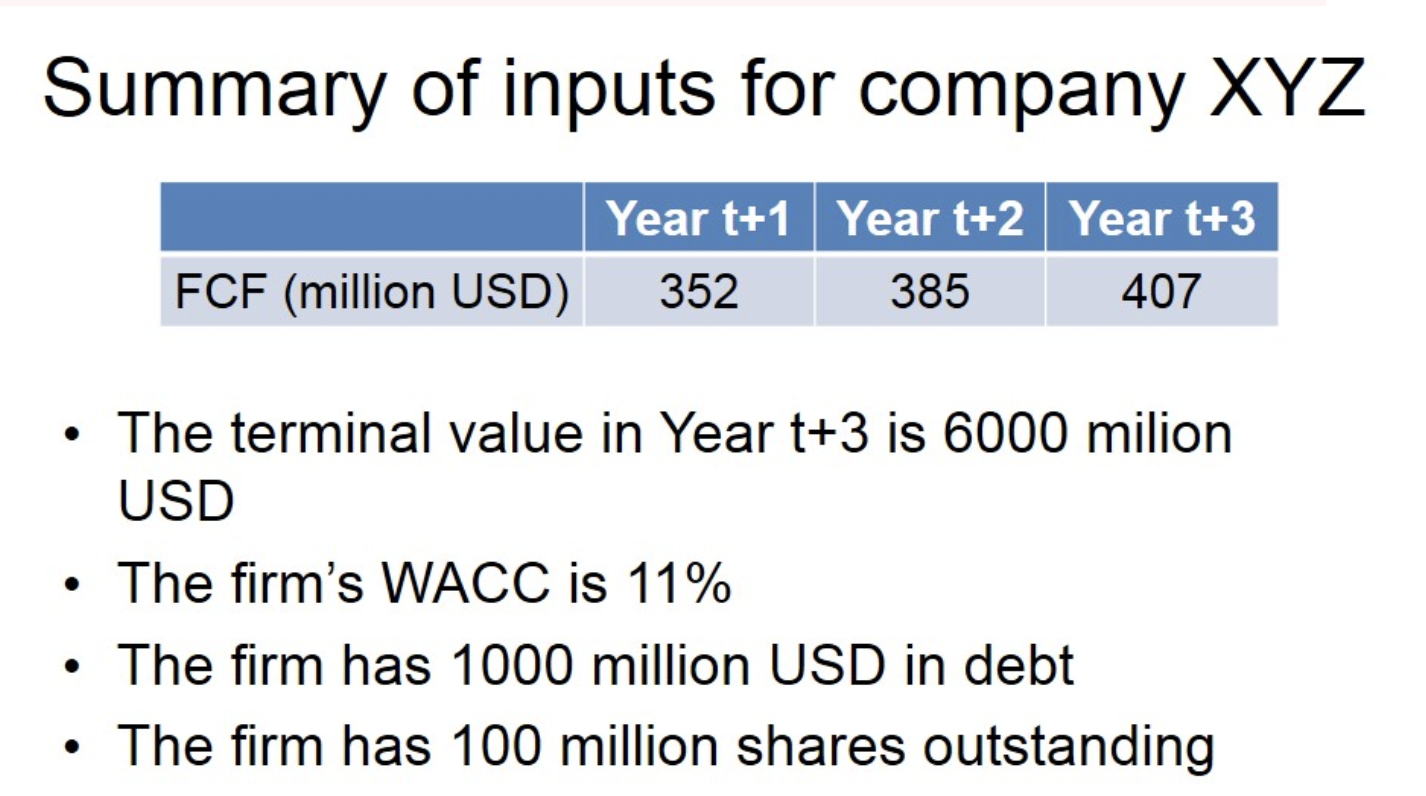 Summary of inputs for company XYZ
Year t+1 Year t+2 Year t+3
FCF (million USD) 352 385 407
• The terminal value in Year t+3 is 6000 milion
USD
• The firm’s WACC is 11%
• The firm has 1000 million USD in debt
• The firm has 100 million shares outstanding